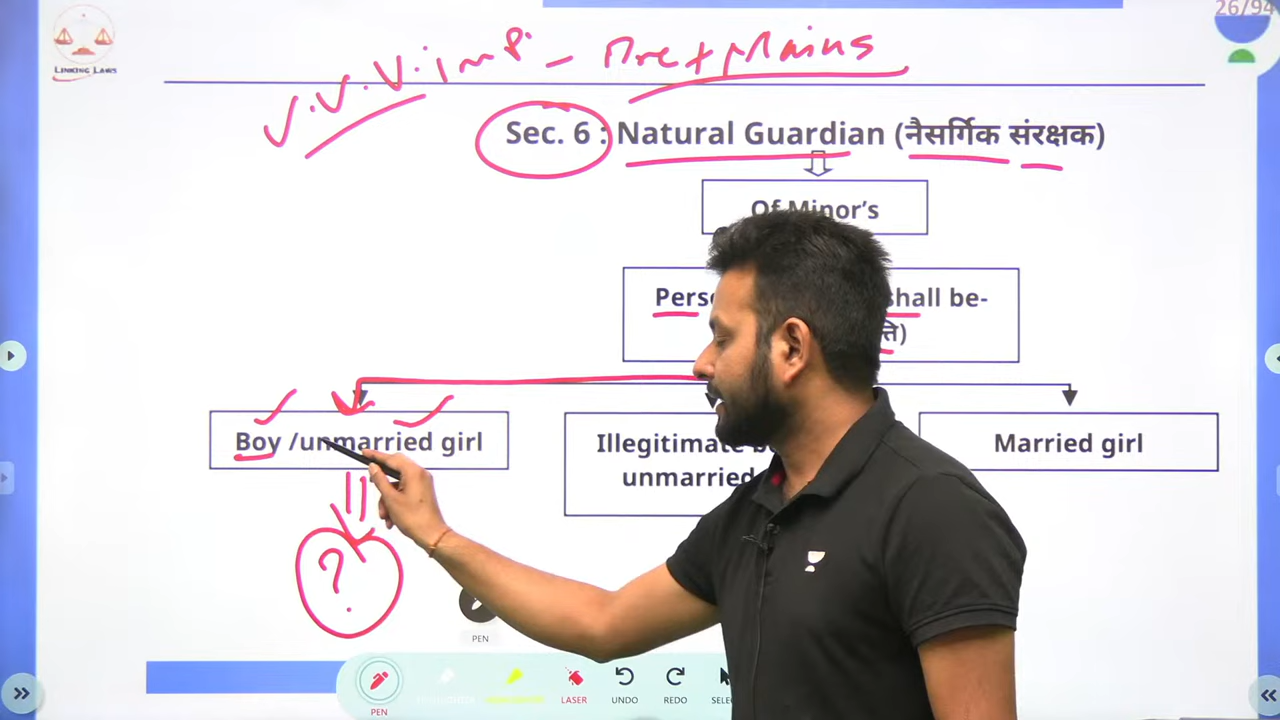 26/94
LINKING LAWS
V.V.V.imp - Pre + Mains
Sec. 6 : Natural Guardian (नैसर्गिक संरक्षक)
Of Minor's
shall be-
Boy /unmarried girl
Illegitimate
unmarried
Married girl
?
PEN
PEN
LASER
UNDO
REDO